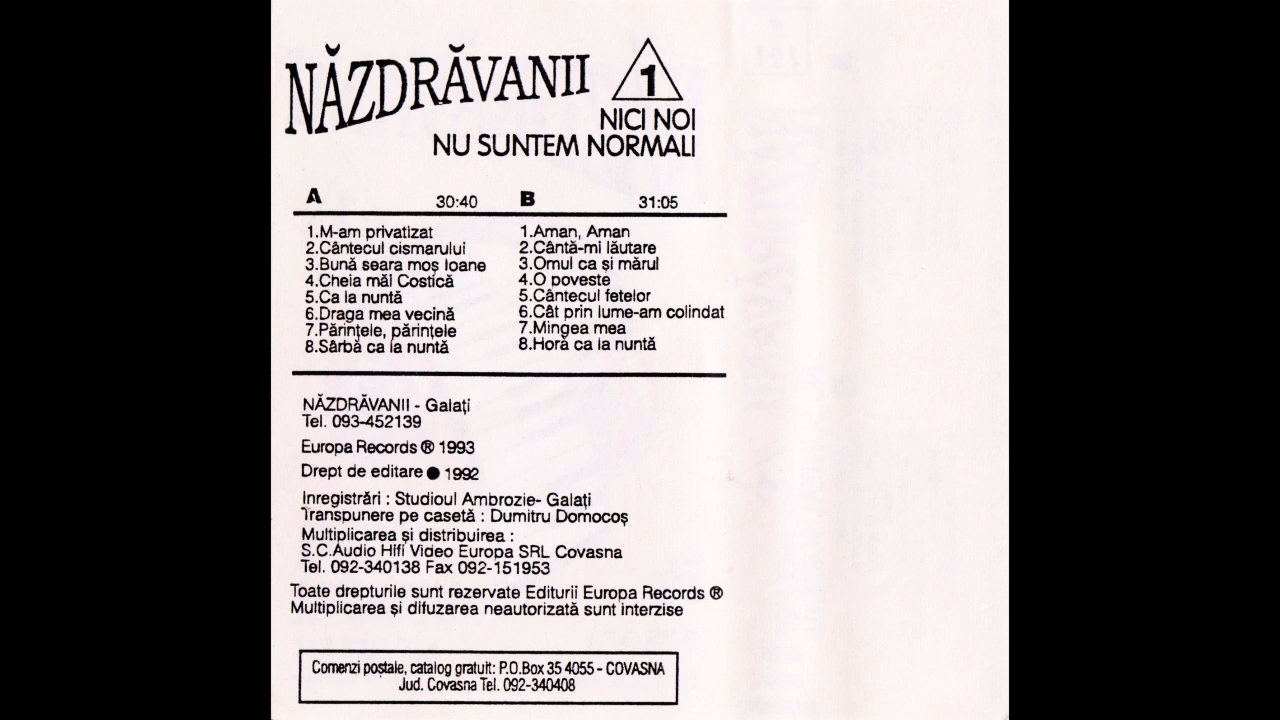 NĂZDRĂVANII 1
NICI NOI
NU SUNTEM NORMALI
A 30:40
1.M-am privatizat
2.Cântecul cismarului
3.Bună seara moș Ioane
4.Cheia măi Costică
5.Ca la nuntă
6.Draga mea vecină
7.Părințele, părințele
8.Sârbă ca la nuntă
B 31:05
1.Aman, Aman
2.Cântă-mi lăutare
3.Omul ca și mărul
4.O poveste
5.Cântecul fetelor
6.Cât prin lume-am colindat
7.Mingea mea
8.Horă ca la nuntă
NĂZDRĂVANII - Galați
Tel. 093-452139
Europa Records ® 1993
Drept de editare ● 1992
Inregistrări : Studioul Ambrozie- Galați
Transpunere pe casetă : Dumitru Domocoș
Multiplicarea și distribuirea :
S.C.Audio Hifi Video Europa SRL Covasna
Tel. 092-340138 Fax 092-151953
Toate drepturile sunt rezervate Editurii Europa Records ®
Multiplicarea și difuzarea neautorizată sunt interzise
Comenzi poștale, catalog gratuit: P.O.Box 35 4055 - COVASNA
Jud. Covasna Tel. 092-340408